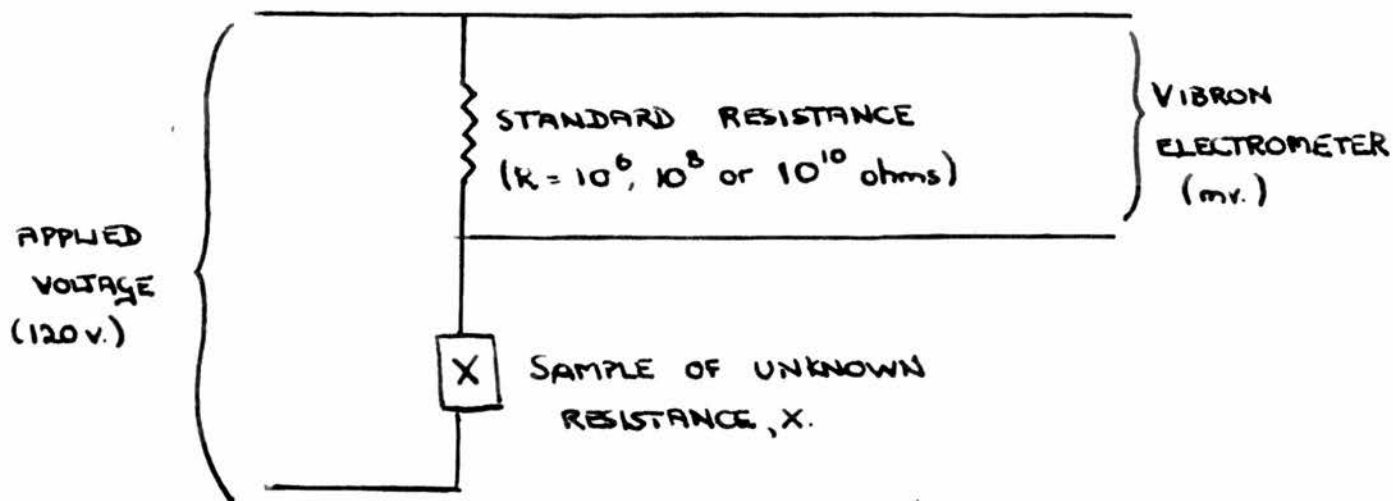 STANDARD RESISTANCE
(R = 10⁶, 10⁸ or 10¹⁰ ohms)
VIBRON
ELECTROMETER
(mv.)
APPLIED
VOLTAGE
(120 v.)
X
SAMPLE OF UNKNOWN
RESISTANCE, X.